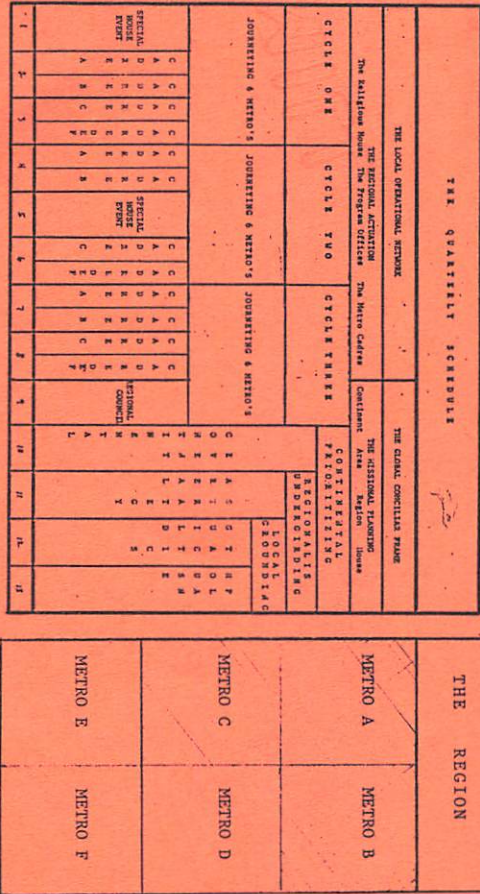 THE QUARTERLY SCHEDULE
THE LOCAL OPERATIONAL NETWORK THE GLOBAL CONCILIAR FRAME
THE REGIONAL ACTUATION THE MISSIONAL PLANNING
The Religious House The Program Offices The Metro Cadres Continent Area Region House
CYCLE ONE CYCLE TWO CYCLE THREE CONTINENTAL
PRIORITIZING
REGIONALIS
UNDERGIRDING
LOCAL
GROUNDING
JOURNEYING 6 METRO'S JOURNEYING 6 METRO'S JOURNEYING 6 METRO'S
SPECIAL SPECIAL REGIONAL
HOUSE HOUSE COUNCIL
EVENT EVENT
C C C C C C C C C C C C
A A A A A A A A A A A A
D D D D D D D D D D D D
R R R R R R R R R R R R
E E E E E E E E E E E E
A B C E A B C E A B C E
D F D F
1 2 3 4 5 6 7 8 9 10 11 12 13
THE REGION
METRO A METRO B
METRO C METRO D
METRO E METRO F